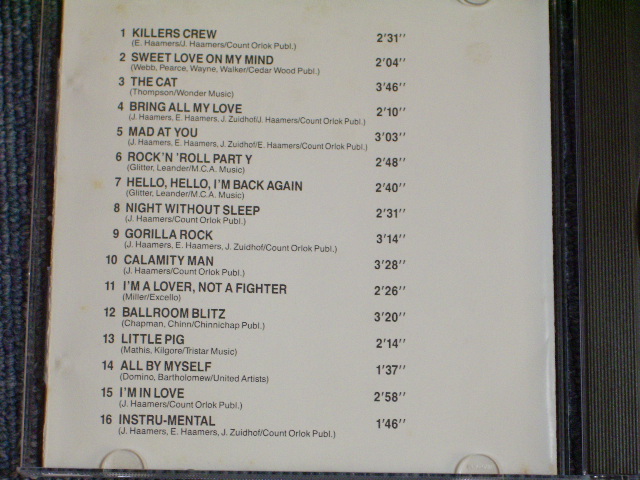 1 KILLERS CREW 2'31''
(E. Haamers/J. Haamers/Count Orlok Publ.)
2 SWEET LOVE ON MY MIND 2'04''
(Webb, Pearce, Wayne, Walker/Cedar Wood Publ.)
3 THE CAT 3'46''
(Thompson/Wonder Music)
4 BRING ALL MY LOVE 2'10''
(J. Haamers, E. Haamers, J. Zuidhof/J. Haamers/Count Orlok Publ.)
5 MAD AT YOU 3'03''
(J. Haamers, E. Haamers, J. Zuidhof/E. Haamers/Count Orlok Publ.)
6 ROCK'N 'ROLL PART Y 2'48''
(Glitter, Leander/M.C.A. Music)
7 HELLO, HELLO, I'M BACK AGAIN 2'40''
(Glitter, Leander/M.C.A. Music)
8 NIGHT WITHOUT SLEEP 2'31''
(J. Haamers/Count Orlok Publ.)
9 GORILLA ROCK 3'14''
(J. Haamers, E. Haamers, J. Zuidhof/Count Orlok Publ.)
10 CALAMITY MAN 3'28''
(J. Haamers/Count Orlok Publ.)
11 I'M A LOVER, NOT A FIGHTER 2'26''
(Miller/Excello)
12 BALLROOM BLITZ 3'20''
(Chapman, Chinn/Chinnichap Publ.)
13 LITTLE PIG 2'14''
(Mathis, Kilgore/Tristar Music)
14 ALL BY MYSELF 1'37''
(Domino, Bartholomew/United Artists)
15 I'M IN LOVE 2'58''
(J. Haamers/Count Orlok Publ.)
16 INSTRU-MENTAL 1'46''
(J. Haamers, E. Haamers, J. Zuidhof/Count Orlok Publ.)